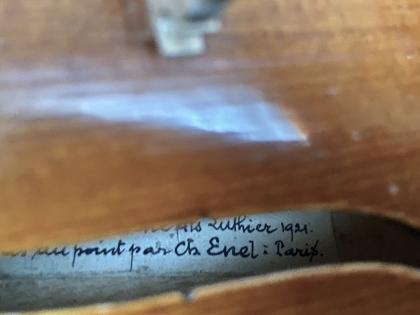 Luthier 1921.
au point par Ch Enel : Paris.